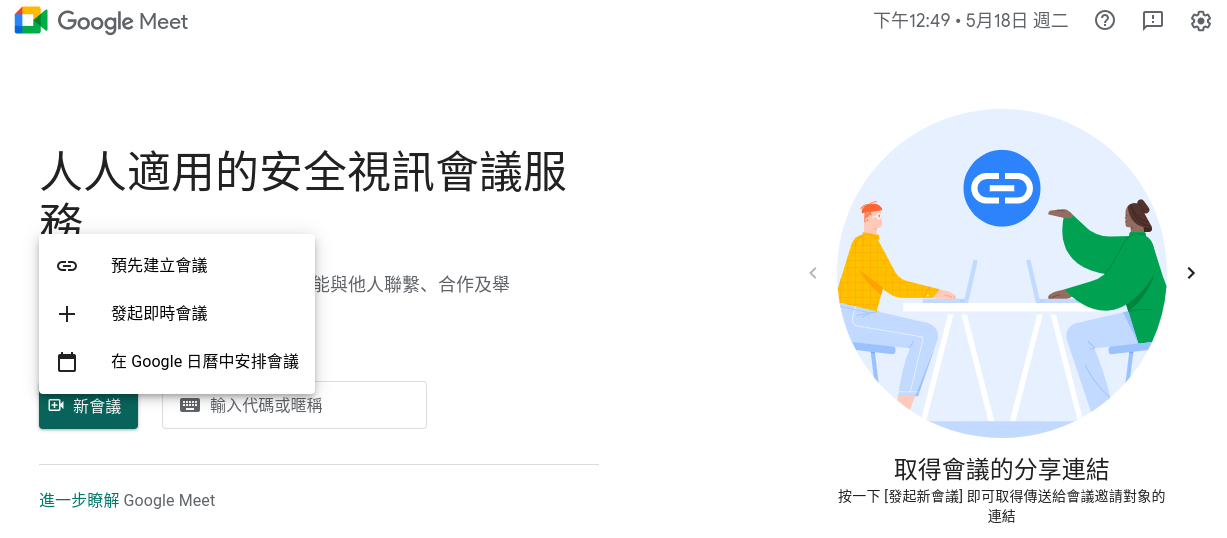 Google Meet
下午12:49 • 5月18日 週二
人人適用的安全視訊會議服
務
預先建立會議
能與他人聯繫、合作及舉
發起即時會議
在 Google 日曆中安排會議
新會議
輸入代碼或暱稱
進一步瞭解 Google Meet
取得會議的分享連結
按一下 [發起新會議] 即可取得傳送給會議邀請對象的
連結